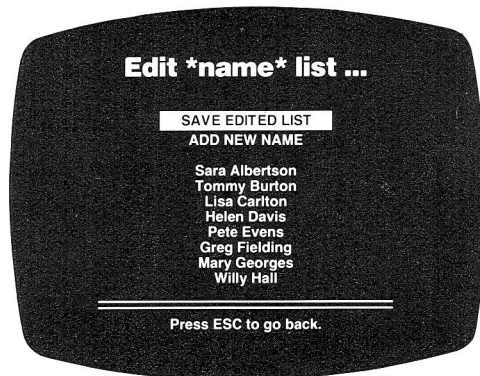 Edit *name* list ...
SAVE EDITED LIST
ADD NEW NAME
Sara Albertson
Tommy Burton
Lisa Carlton
Helen Davis
Pete Evens
Greg Fielding
Mary Georges
Willy Hall
Press ESC to go back.